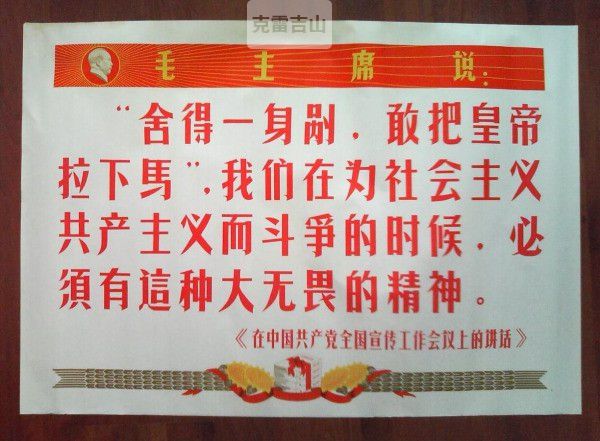 克雷吉山
毛主席说：
“舍得一身剐，敢把皇帝
拉下馬”，我们在为社会主义
共产主义而斗爭的时候，必
須有這种大无畏的精神。
《在中国共产党全国宣传工作会议上的讲话》